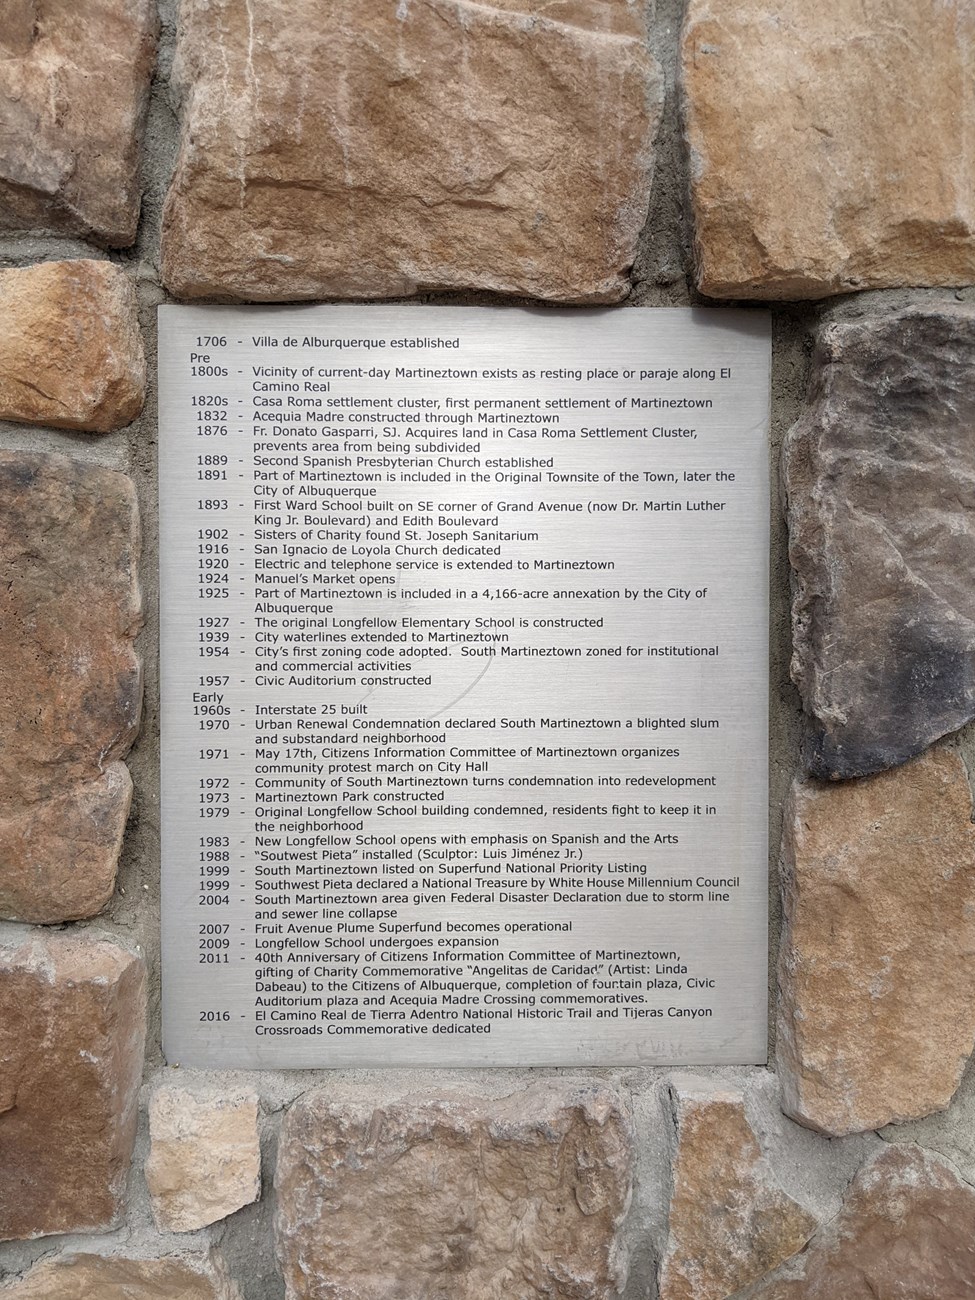 1706 - Villa de Alburquerque established
Pre
1800s - Vicinity of current-day Martineztown exists as resting place or paraje along El
Camino Real
1820s - Casa Roma settlement cluster, first permanent settlement of Martineztown
1832 - Acequia Madre constructed through Martineztown
1876 - Fr. Donato Gasparri, SJ. Acquires land in Casa Roma Settlement Cluster,
prevents area from being subdivided
1889 - Second Spanish Presbyterian Church established
1891 - Part of Martineztown is included in the Original Townsite of the Town, later the
City of Albuquerque
1893 - First Ward School built on SE corner of Grand Avenue (now Dr. Martin Luther
King Jr. Boulevard) and Edith Boulevard
1902 - Sisters of Charity found St. Joseph Sanitarium
1916 - San Ignacio de Loyola Church dedicated
1920 - Electric and telephone service is extended to Martineztown
1924 - Manuel's Market opens
1925 - Part of Martineztown is included in a 4,166-acre annexation by the City of
Albuquerque
1927 - The original Longfellow Elementary School is constructed
1939 - City waterlines extended to Martineztown
1954 - City's first zoning code adopted. South Martineztown zoned for institutional
and commercial activities
1957 - Civic Auditorium constructed
Early
1960s - Interstate 25 built
1970 - Urban Renewal Condemnation declared South Martineztown a blighted slum
and substandard neighborhood
1971 - May 17th, Citizens Information Committee of Martineztown organizes
community protest march on City Hall
1972 - Community of South Martineztown turns condemnation into redevelopment
1973 - Martineztown Park constructed
1979 - Original Longfellow School building condemned, residents fight to keep it in
the neighborhood
1983 - New Longfellow School opens with emphasis on Spanish and the Arts
1988 - "Soutwest Pieta" installed (Sculptor: Luis Jiménez Jr.)
1999 - South Martineztown listed on Superfund National Priority Listing
1999 - Southwest Pieta declared a National Treasure by White House Millennium Council
2004 - South Martineztown area given Federal Disaster Declaration due to storm line
and sewer line collapse
2007 - Fruit Avenue Plume Superfund becomes operational
2009 - Longfellow School undergoes expansion
2011 - 40th Anniversary of Citizens Information Committee of Martineztown,
gifting of Charity Commemorative "Angelitas de Caridad" (Artist: Linda
Dabeau) to the Citizens of Albuquerque, completion of fountain plaza, Civic
Auditorium plaza and Acequia Madre Crossing commemoratives.
2016 - El Camino Real de Tierra Adentro National Historic Trail and Tijeras Canyon
Crossroads Commemorative dedicated